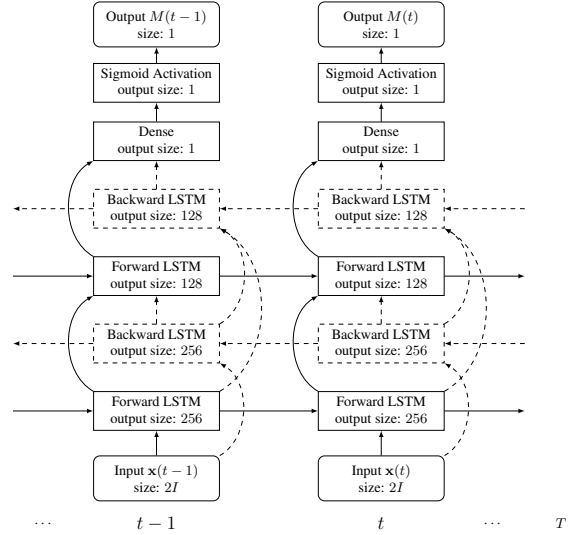 Output M(t − 1)
size: 1
Output M(t)
size: 1
Sigmoid Activation
output size: 1
Sigmoid Activation
output size: 1
Dense
output size: 1
Dense
output size: 1
Backward LSTM
output size: 128
Backward LSTM
output size: 128
Forward LSTM
output size: 128
Forward LSTM
output size: 128
Backward LSTM
output size: 256
Backward LSTM
output size: 256
Forward LSTM
output size: 256
Forward LSTM
output size: 256
Input x(t − 1)
size: 2I
Input x(t)
size: 2I
··· t − 1 t ··· T